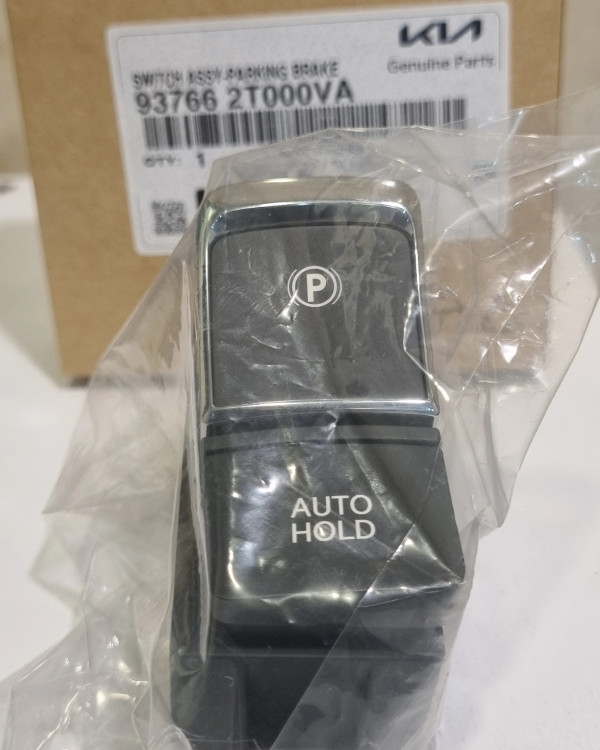 KIA
Genuine Parts
SWITCH ASSY-PARKING BRAKE
93766 2T000VA
QTY: 1
P
AUTO
HOLD